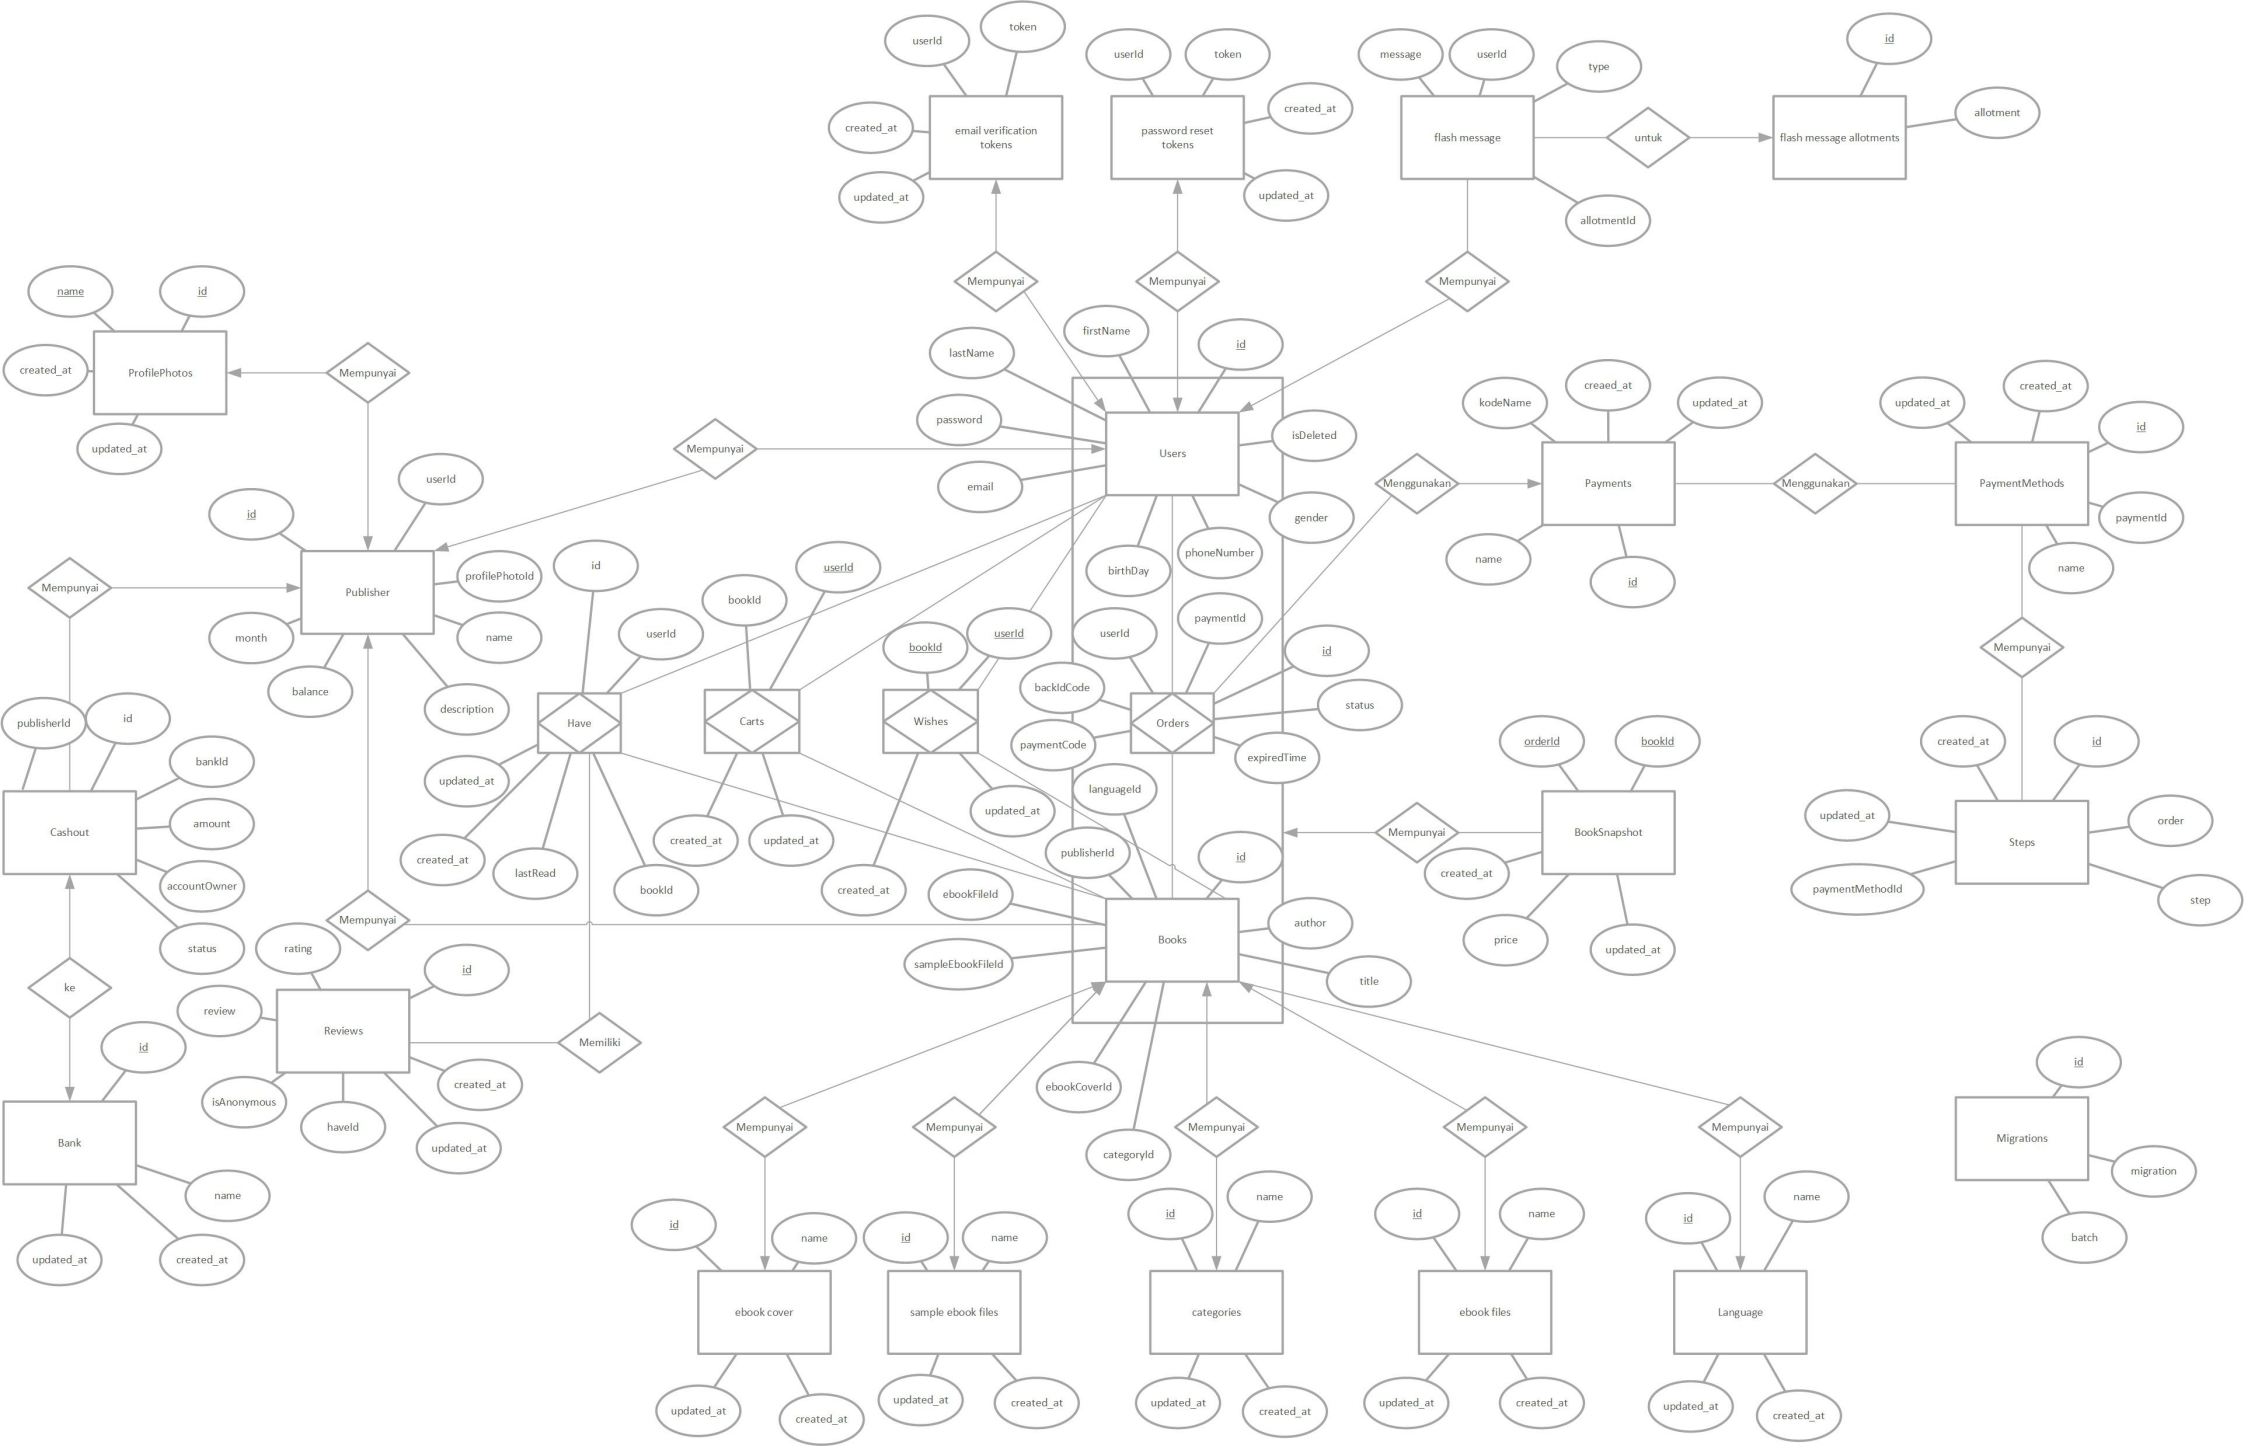 token
userId
id
message
userId
userId
token
type
created_at
allotment
created_at
email verification
tokens
password reset
tokens
flash message
untuk
flash message allotments
updated_at
updated_at
allotmentId
Mempunyai
Mempunyai
Mempunyai
name
id
firstName
id
lastName
created_at
ProfilePhotos
Mempunyai
updated_at
password
isDeleted
kodeName
creaed_at
updated_at
updated_at
created_at
id
Mempunyai
Users
userId
email
Menggunakan
Payments
Menggunakan
PaymentMethods
id
gender
paymentId
phoneNumber
birthDay
name
id
name
id
userId
profilePhotoId
Mempunyai
Publisher
bookId
month
name
userId
bookId
userId
userId
paymentId
id
Mempunyai
balance
description
backIdCode
status
publisherId
id
Have
Carts
Wishes
Orders
paymentCode
expiredTime
orderId
bookId
created_at
id
bankId
updated_at
languageId
updated_at
amount
Cashout
created_at
updated_at
Mempunyai
BookSnapshot
updated_at
order
Steps
created_at
publisherId
id
created_at
lastRead
bookId
created_at
ebookFileId
paymentMethodId
step
accountOwner
Mempunyai
author
Books
price
updated_at
status
rating
id
sampleEbookFileId
title
ke
review
Reviews
Memiliki
id
id
created_at
ebookCoverId
isAnonymous
haveId
updated_at
Mempunyai
Mempunyai
categoryId
Mempunyai
Mempunyai
Mempunyai
Bank
Migrations
migration
name
batch
updated_at
created_at
id
name
id
name
id
name
id
name
id
name
ebook cover
sample ebook files
categories
ebook files
Language
updated_at
created_at
updated_at
created_at
updated_at
created_at
updated_at
created_at
updated_at
created_at